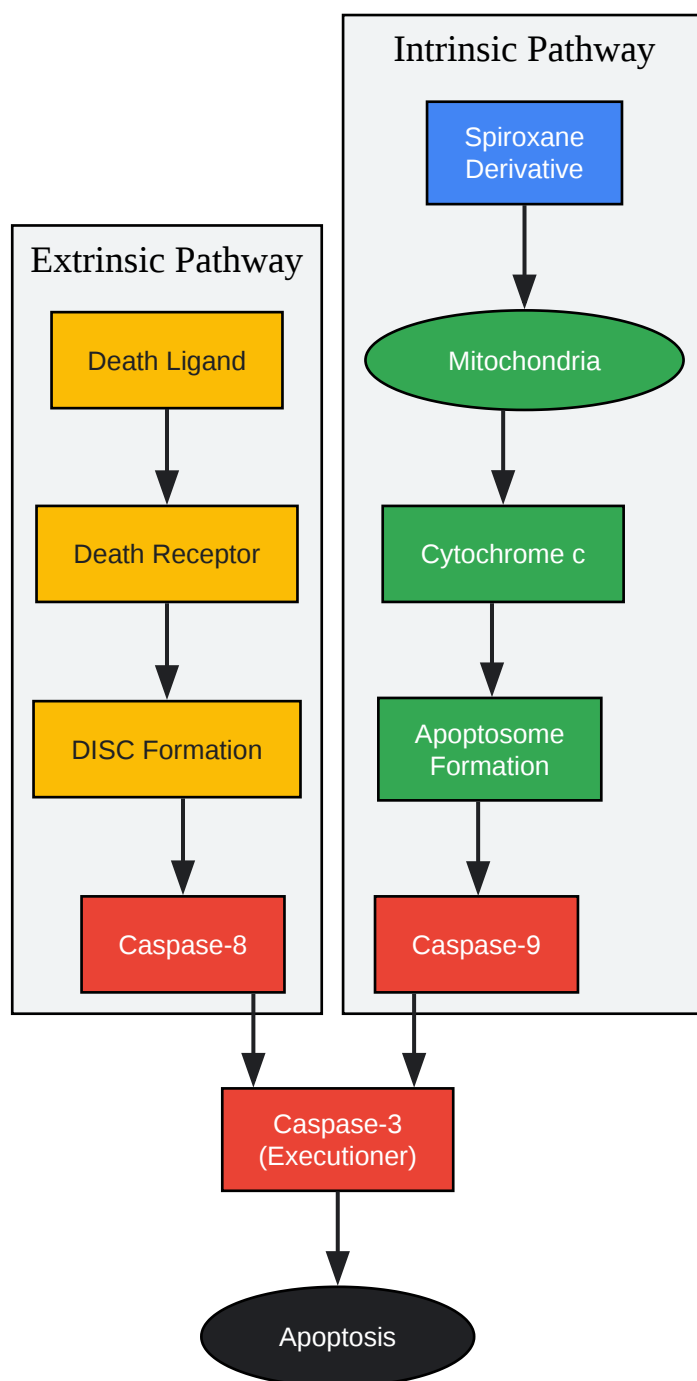 Intrinsic Pathway
Spiroxane
Derivative
Extrinsic Pathway
Death Ligand
Mitochondria
Death Receptor
Cytochrome c
DISC Formation
Apoptosome
Formation
Caspase-8
Caspase-9
Caspase-3
(Executioner)
Apoptosis